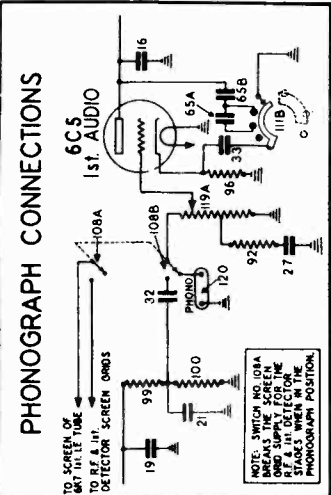 PHONOGRAPH CONNECTIONS
6C5
1st. AUDIO
16
65A
65B
111B
33
96
119A
108A
108B
PHONO
120
92
27
32
TO SCREEN OF
6K7 1st. I.F. TUBE
TO R.F. & 1st.
DETECTOR SCREEN GRIDS
99
100
19
21
NOTE: SWITCH NO. 108A
BREAKS THE SCREEN
GRID SUPPLY FOR THE
R.F. & 1st. DETECTOR
STAGES WHEN IN THE
PHONOGRAPH POSITION.